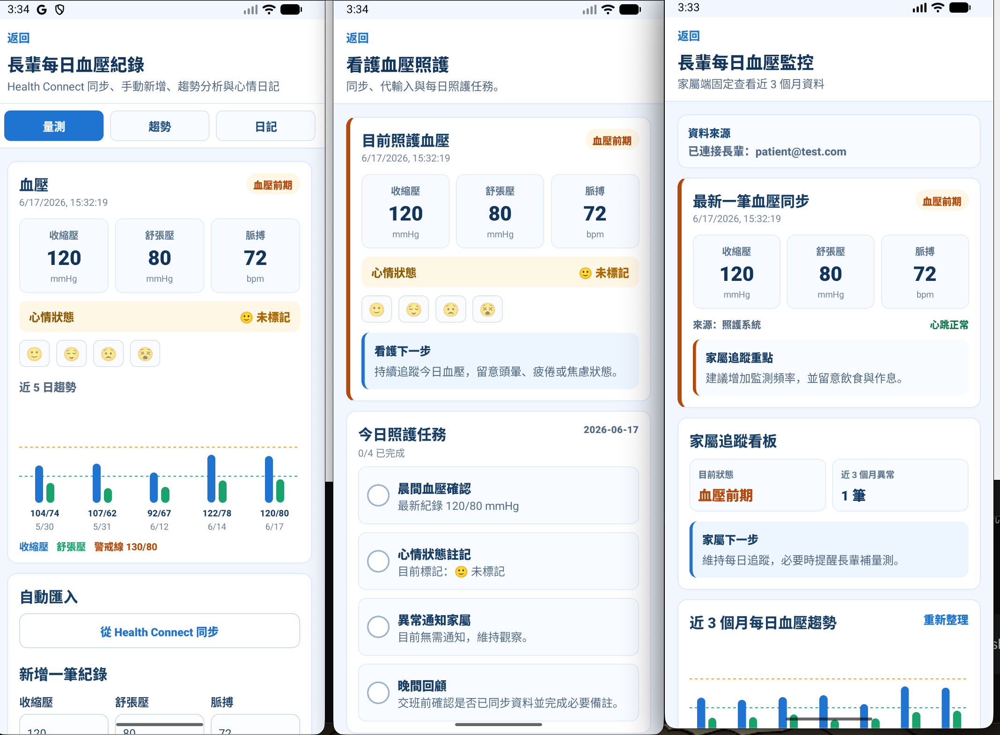 3:34
返回
長輩每日血壓紀錄
Health Connect 同步、手動新增、趨勢分析與心情日記
量測
趨勢
日記
血壓
血壓前期
6/17/2026, 15:32:19
收縮壓
舒張壓
脈搏
120
80
72
mmHg
mmHg
bpm
心情狀態
🙂 未標記
近 5 日趨勢
104/74
107/62
92/67
122/78
120/80
5/30
5/31
6/12
6/14
6/17
收縮壓 舒張壓 警戒線 130/80
自動匯入
從 Health Connect 同步
新增一筆紀錄
收縮壓
舒張壓
脈搏
120
80
72
3:34
返回
看護血壓照護
同步、代輸入與每日照護任務。
目前照護血壓
血壓前期
6/17/2026, 15:32:19
收縮壓
舒張壓
脈搏
120
80
72
mmHg
mmHg
bpm
心情狀態
🙂 未標記
看護下一步
持續追蹤今日血壓，留意頭暈、疲倦或焦慮狀態。
今日照護任務
2026-06-17
0/4 已完成
晨間血壓確認
最新紀錄 120/80 mmHg
心情狀態註記
目前標記：🙂 未標記
異常通知家屬
目前無需通知，維持觀察。
晚間回顧
交班前確認是否已同步資料並完成必要備註。
3:33
返回
長輩每日血壓監控
家屬端固定查看近 3 個月資料
資料來源
已連接長輩：patient@test.com
最新一筆血壓同步
血壓前期
6/17/2026, 15:32:19
收縮壓
舒張壓
脈搏
120
80
72
mmHg
mmHg
bpm
來源：照護系統
心跳正常
家屬追蹤重點
建議增加監測頻率，並留意飲食與作息。
家屬追蹤看板
目前狀態
血壓前期
近 3 個月異常
1 筆
家屬下一步
維持每日追蹤，必要時提醒長輩補量測。
近 3 個月每日血壓趨勢
重新整理